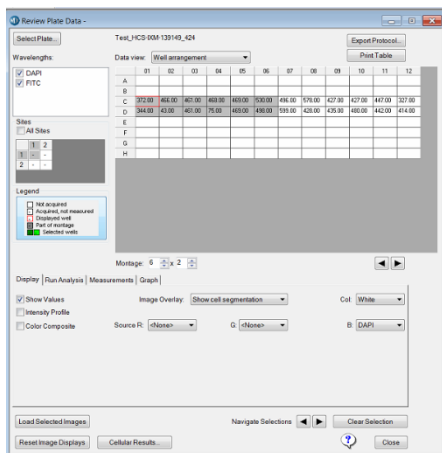 Review Plate Data -
Select Plate...
Test_HCS-IXM-139149_424
Export Protocol...
Print Table
Wavelengths:
Data view: Well arrangement
DAPI
FITC
01 02 03 04 05 06 07 08 09 10 11 12
A
B
C 372.00 466.00 461.00 468.00 469.00 530.00 496.00 578.00 427.00 427.00 447.00 327.00
D 344.00 43.00 461.00 75.00 469.00 498.00 599.00 428.00 435.00 480.00 442.00 414.00
E
F
G
H
Sites
All Sites
1 2
1 - -
2 - -
Legend
Not acquired
Acquired, not measured
Displayed well
Part of montage
Selected wells
Montage: 6 x 2
Display Run Analysis Measurements Graph
Show Values
Image Overlay: Show cell segmentation
Col: White
Intensity Profile
Color Composite
Source R: <None>
G: <None>
B: DAPI
Load Selected Images
Navigate Selections
Clear Selection
Reset Image Displays
Cellular Results...
?
Close